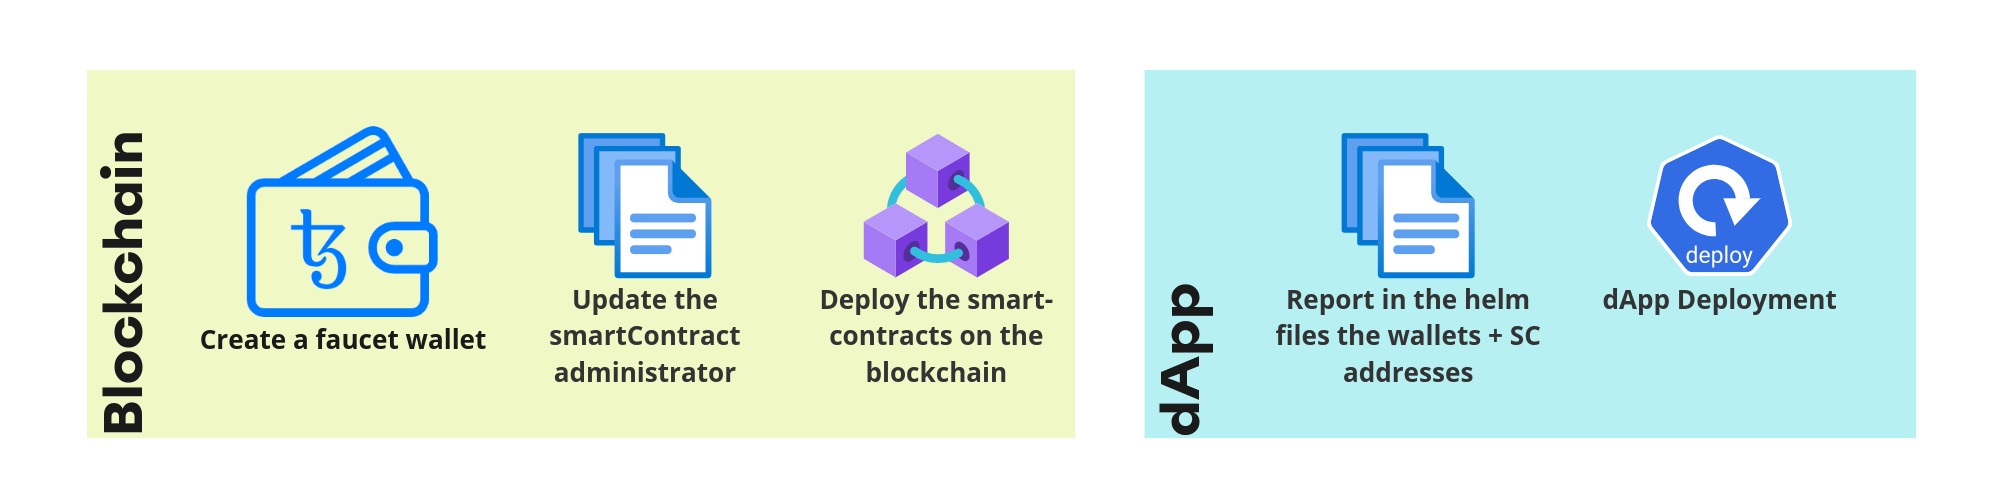 Blockchain
Create a faucet wallet
Update the
smartContract
administrator
Deploy the smart-
contracts on the
blockchain
dApp
Report in the helm
files the wallets + SC
addresses
deploy
dApp Deployment